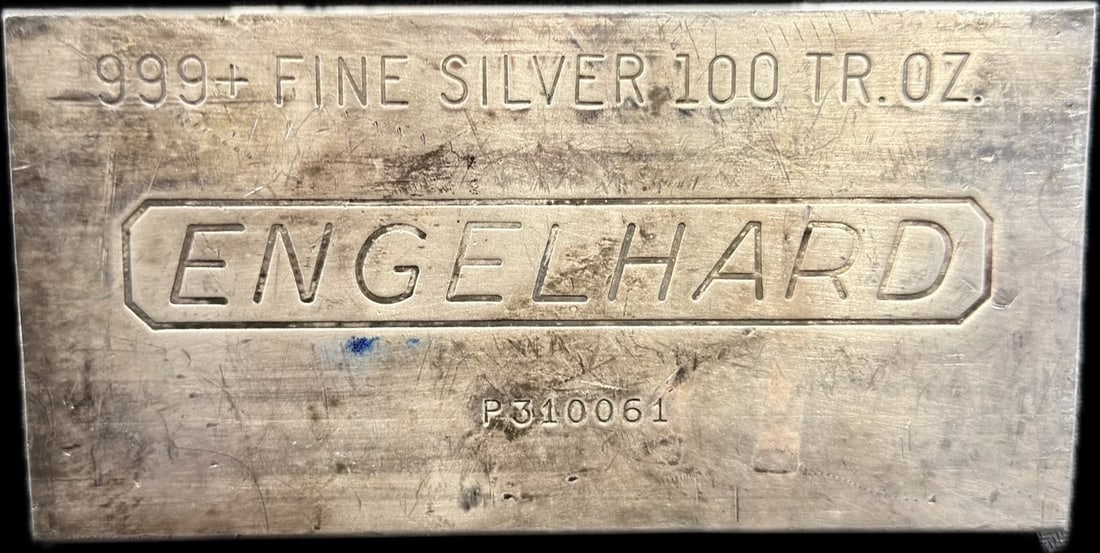 999+ FINE SILVER 100 TR.OZ.
ENGELHARD
P310061